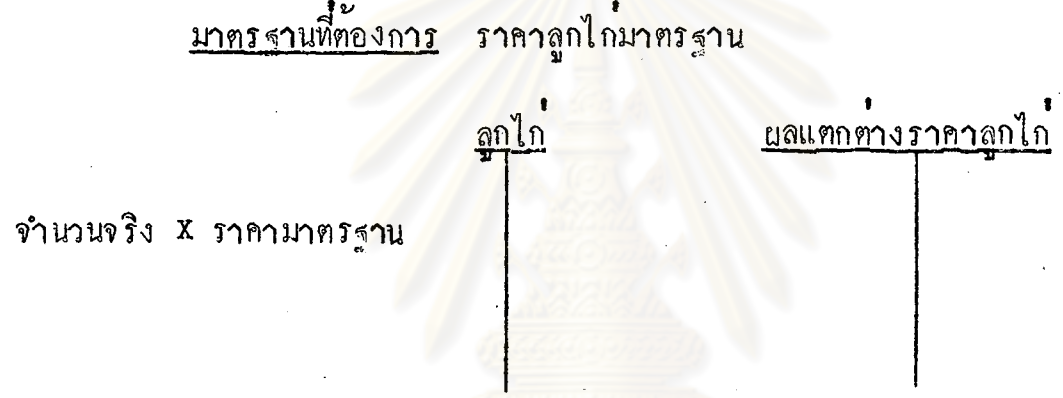 มาตรฐานที่ต้องการ ราคาลูกไก่มาตรฐาน
ลูกไก่ ผลแตกต่างราคาลูกไก่
จำนวนจริง X ราคามาตรฐาน